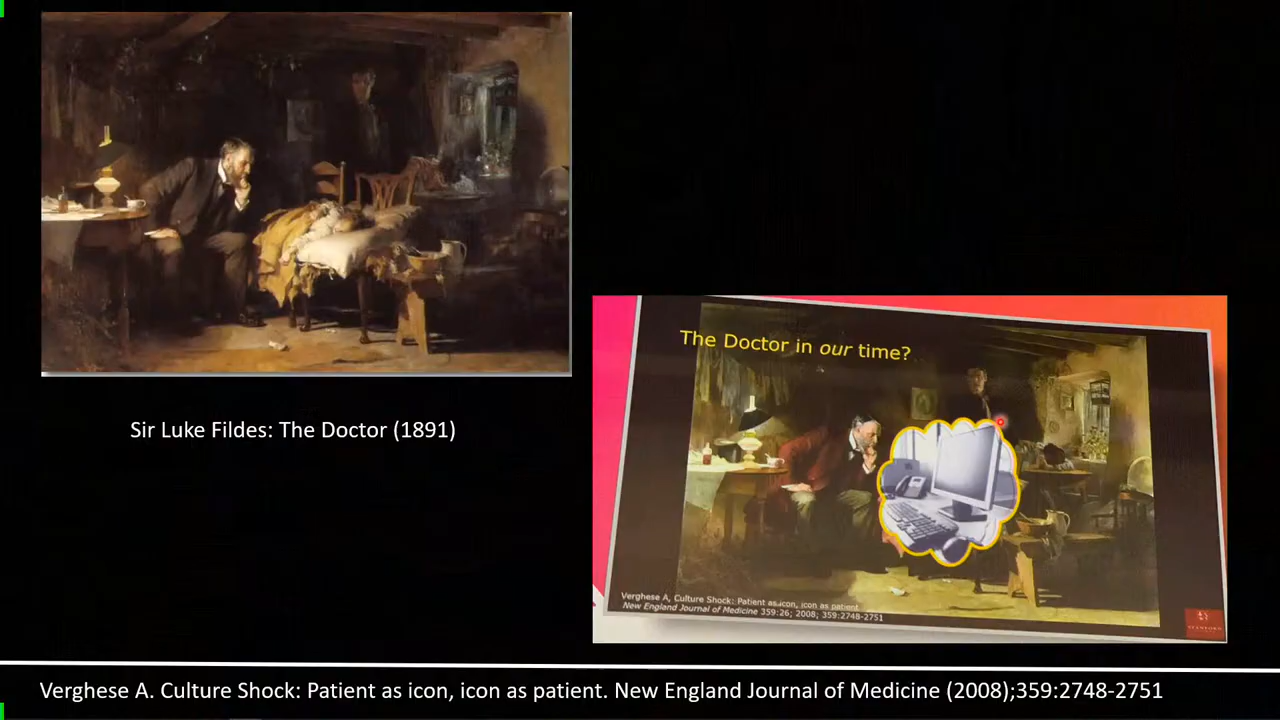 Sir Luke Fildes: The Doctor (1891)
The Doctor in our time?
Verghese A, Culture Shock: Patient as icon, icon as patient
New England Journal of Medicine 359:26; 2008; 359:2748-2751
STANFORD
Verghese A. Culture Shock: Patient as icon, icon as patient. New England Journal of Medicine (2008);359:2748-2751